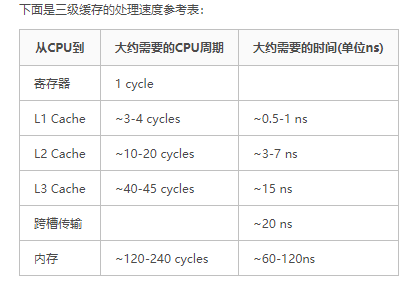 下面是三级缓存的处理速度参考表：
从CPU到 大约需要的CPU周期 大约需要的时间(单位ns)
寄存器 1 cycle
L1 Cache ~3-4 cycles ~0.5-1 ns
L2 Cache ~10-20 cycles ~3-7 ns
L3 Cache ~40-45 cycles ~15 ns
跨槽传输 ~20 ns
内存 ~120-240 cycles ~60-120ns